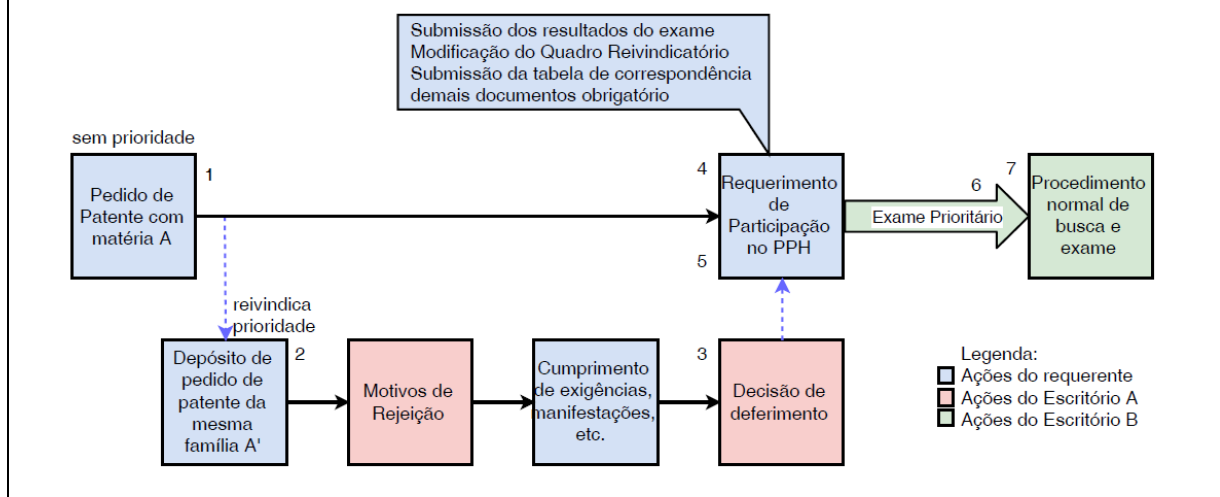 Submissão dos resultados do exame
Modificação do Quadro Reivindicatório
Submissão da tabela de correspondência
demais documentos obrigatório
sem prioridade
Pedido de
Patente com
matéria A
1
4
Requerimento
de
Participação
no PPH
5
6
Exame Prioritário
7
Procedimento
normal de
busca e
exame
reivindica
prioridade
Depósito de
pedido de
patente da
mesma
família A'
2
Motivos de
Rejeição
Cumprimento
de exigências,
manifestações,
etc.
3
Decisão de
deferimento
Legenda:
Ações do requerente
Ações do Escritório A
Ações do Escritório B